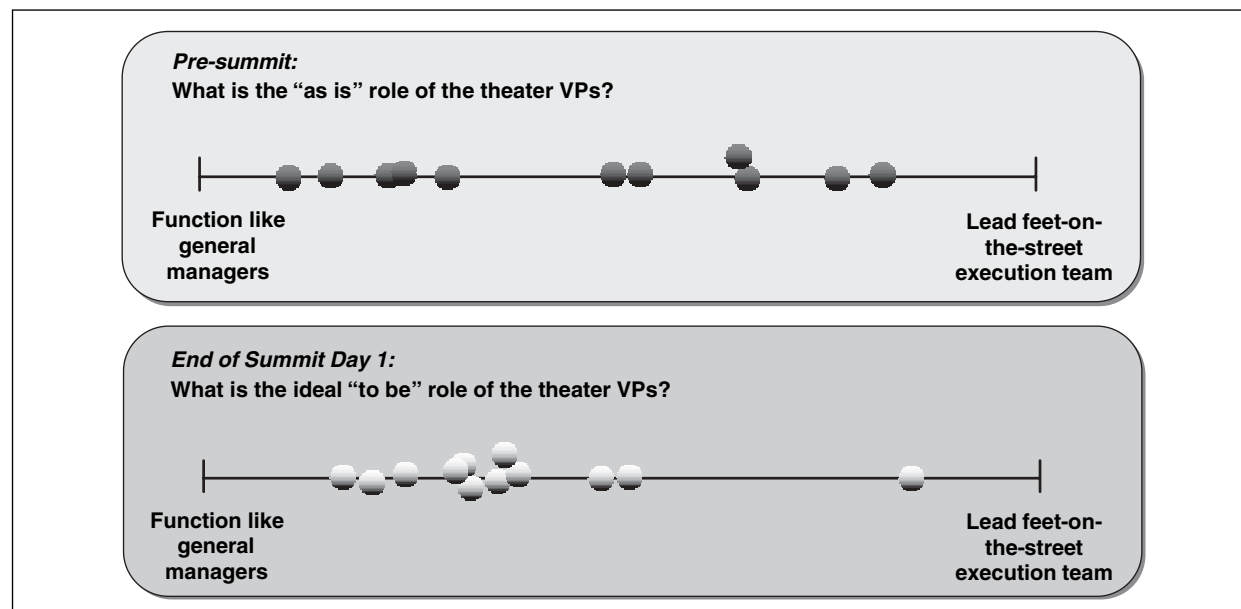 Pre-summit:
What is the “as is” role of the theater VPs?
Function like
general
managers
Lead feet-on-
the-street
execution team
End of Summit Day 1:
What is the ideal “to be” role of the theater VPs?
Function like
general
managers
Lead feet-on-
the-street
execution team